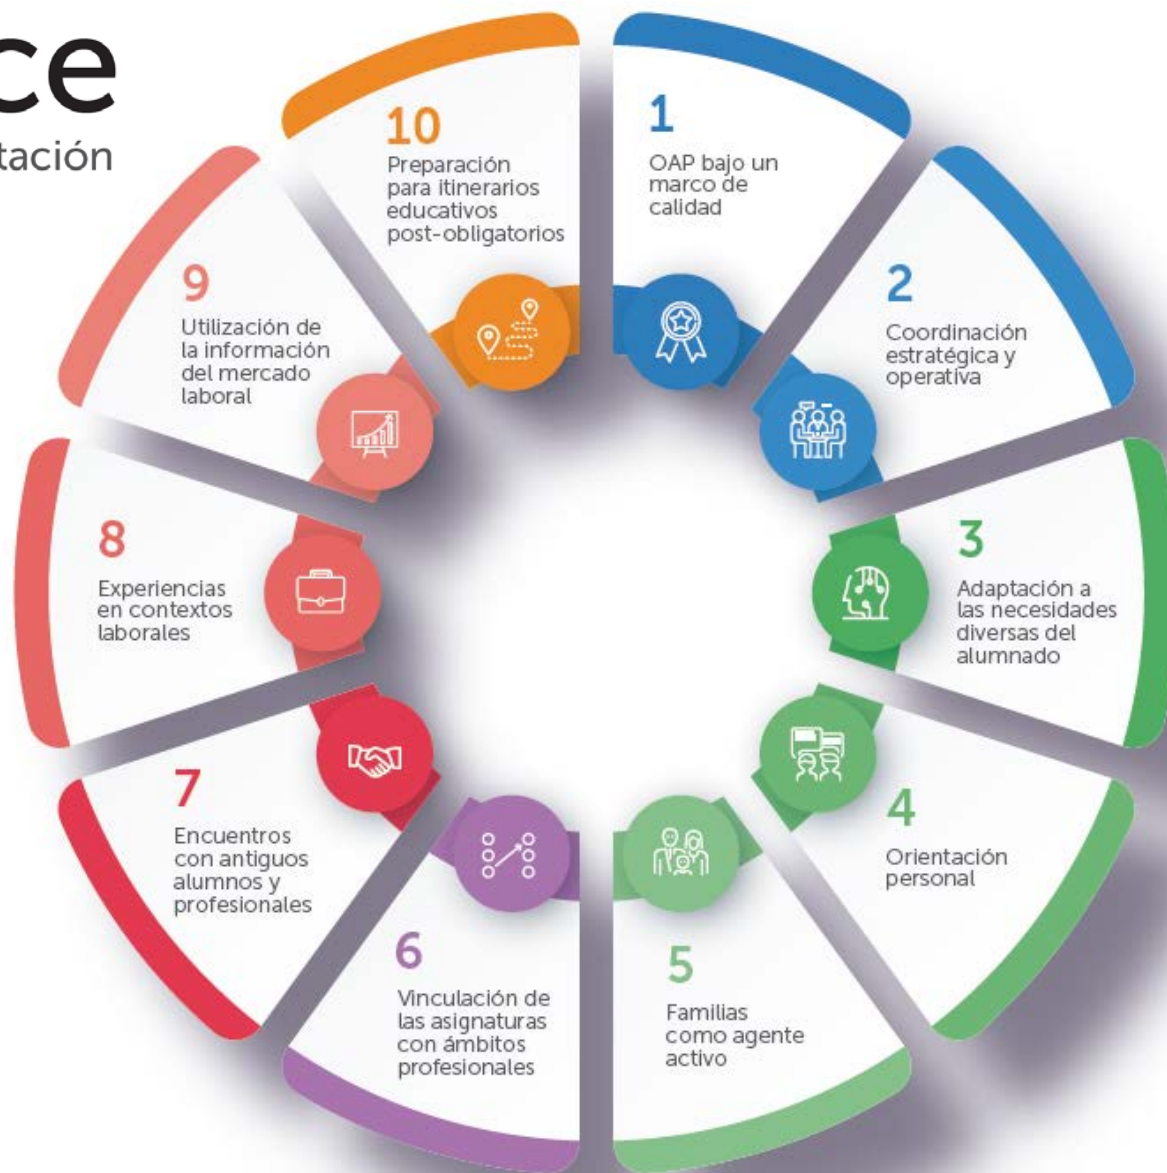 ce
tación
1
OAP bajo un
marco de
calidad
2
Coordinación
estratégica y
operativa
3
Adaptación a
las necesidades
diversas del
alumnado
4
Orientación
personal
5
Familias
como agente
activo
6
Vinculación de
las asignaturas
con ámbitos
profesionales
7
Encuentros
con antiguos
alumnos y
profesionales
8
Experiencias
en contextos
laborales
9
Utilización de
la información
del mercado
laboral
10
Preparación
para itinerarios
educativos
post-obligatorios